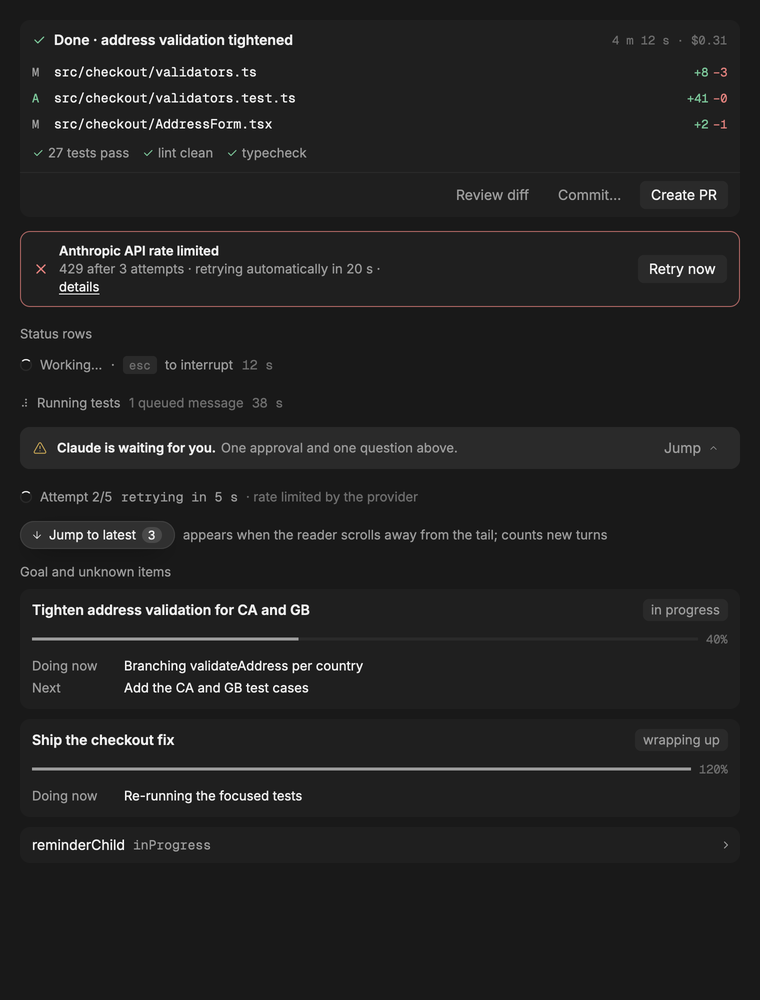 Done · address validation tightened 4 m 12 s · $0.31
M src/checkout/validators.ts +8 −3
A src/checkout/validators.test.ts +41 −0
M src/checkout/AddressForm.tsx +2 −1
27 tests pass lint clean typecheck
Review diff Commit... Create PR
Anthropic API rate limited
429 after 3 attempts · retrying automatically in 20 s ·
details
Retry now
Status rows
Working... · esc to interrupt 12 s
Running tests 1 queued message 38 s
Claude is waiting for you. One approval and one question above. Jump
Attempt 2/5 retrying in 5 s · rate limited by the provider
Jump to latest 3 appears when the reader scrolls away from the tail; counts new turns
Goal and unknown items
Tighten address validation for CA and GB in progress
40%
Doing now Branching validateAddress per country
Next Add the CA and GB test cases
Ship the checkout fix wrapping up
120%
Doing now Re-running the focused tests
reminderChild inProgress